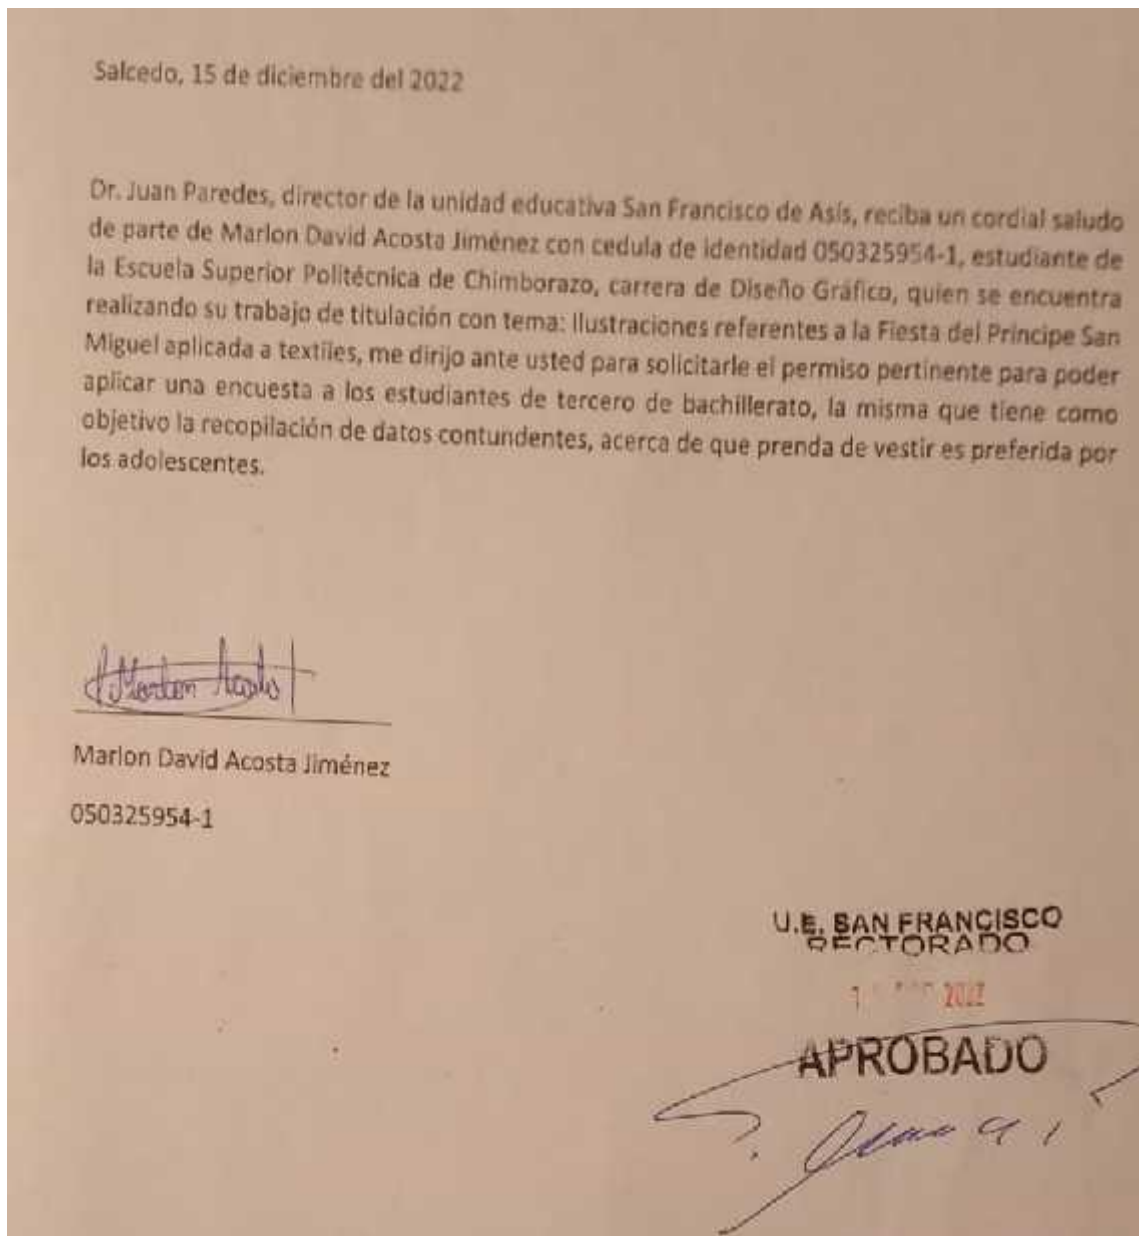 Salcedo, 15 de diciembre del 2022
Dr. Juan Paredes, director de la unidad educativa San Francisco de Asís, reciba un cordial saludo
de parte de Marlon David Acosta Jiménez con cedula de identidad 050325954-1, estudiante de
la Escuela Superior Politécnica de Chimborazo, carrera de Diseño Gráfico, quien se encuentra
realizando su trabajo de titulación con tema: Ilustraciones referentes a la Fiesta del Principe San
Miguel aplicada a textiles, me dirijo ante usted para solicitarle el permiso pertinente para poder
aplicar una encuesta a los estudiantes de tercero de bachillerato, la misma que tiene como
objetivo la recopilación de datos contundentes, acerca de que prenda de vestir es preferida por
los adolescentes.
Marlon Acosta
Marlon David Acosta Jiménez
050325954-1
U.E. SAN FRANCISCO
RECTORADO
2022
APROBADO